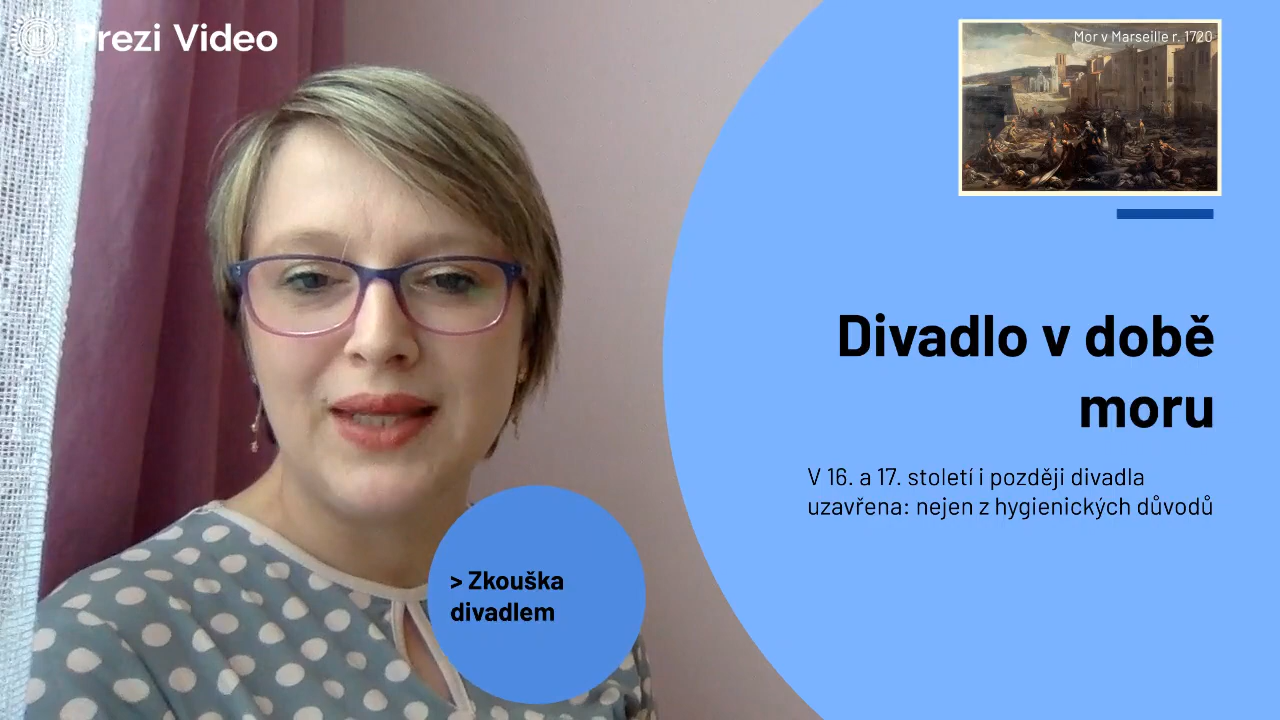 Prezi Video
Mor v Marseille r. 1720
Divadlo v době
moru
V 16. a 17. století i později divadla
uzavřena: nejen z hygienických důvodů
> Zkouška
divadlem